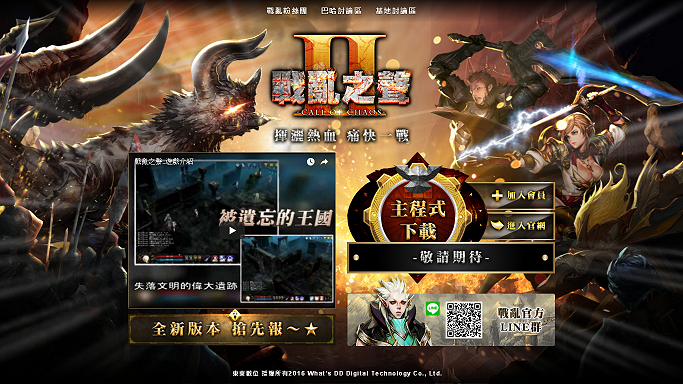 戰亂粉絲團 巴哈討論區 基地討論區
II
戰亂之聲
CALL OF CHAOS
揮灑熱血 痛快一戰
戰亂之聲-遊戲介紹
被遺忘的王國
失落文明的偉大遺跡
全新版本 搶先報～★
主程式
下載
加入會員
進入官網
-敬請期待-
戰亂官方
LINE群
LINE
東東數位 版權所有2016 What's DD Digital Technology Co., Ltd.